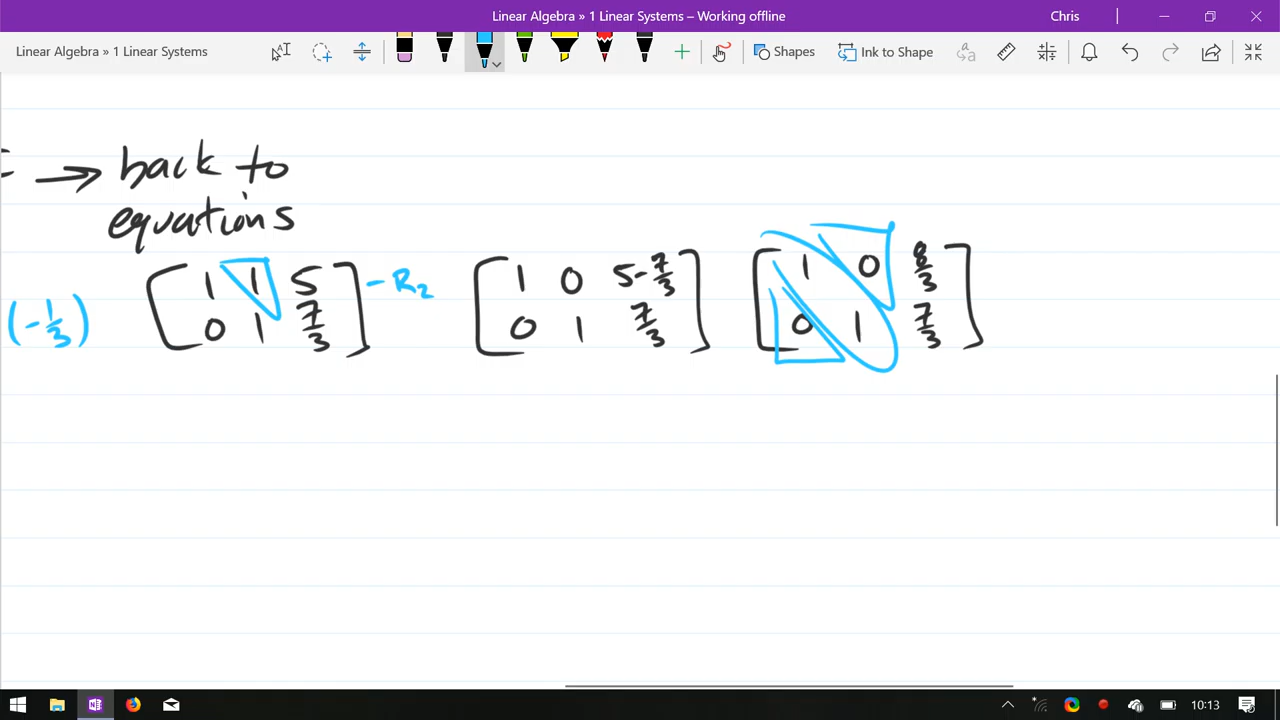 Linear Algebra » 1 Linear Systems – Working offline
Chris
Linear Algebra » 1 Linear Systems
Shapes
Ink to Shape
→ back to
equations
(-1/3) [1 1 5] -R2 [1 0 5-7/3] [1 0 8/3]
[0 1 7/3] [0 1 7/3] [0 1 7/3]
10:13